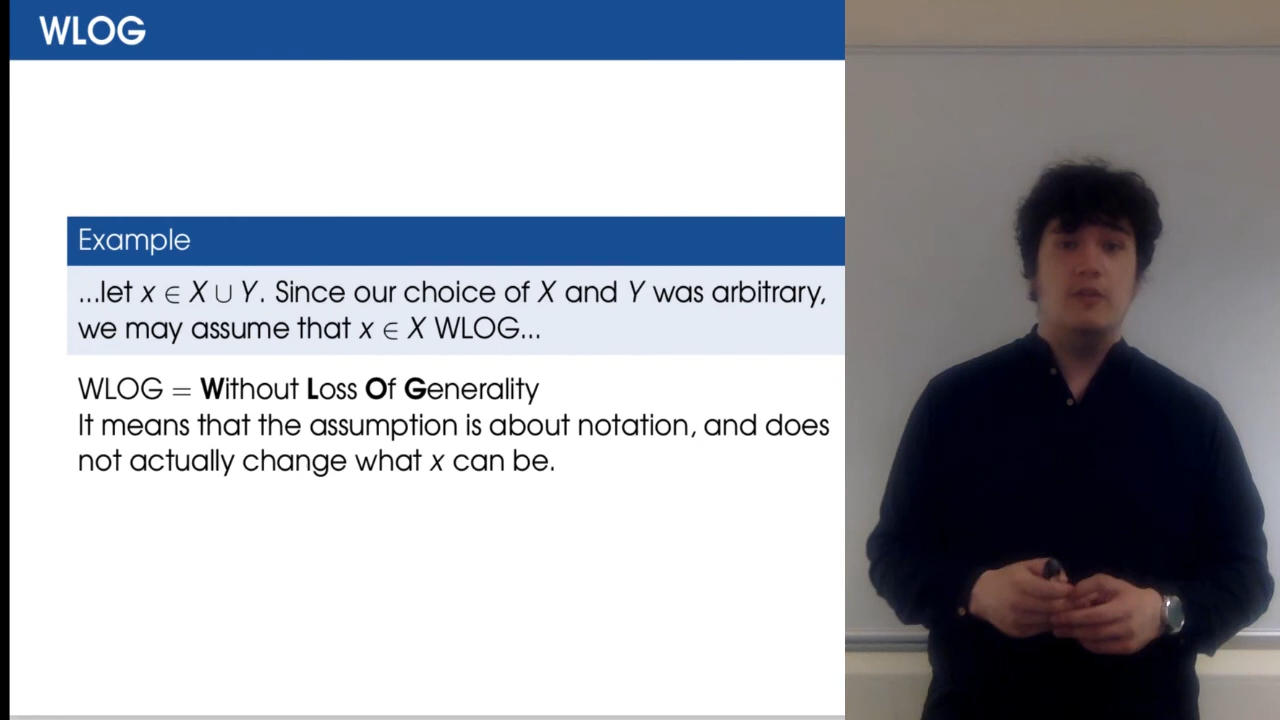 WLOG
Example
...let x ∈ X ∪ Y. Since our choice of X and Y was arbitrary,
we may assume that x ∈ X WLOG...
WLOG = Without Loss Of Generality
It means that the assumption is about notation, and does
not actually change what x can be.